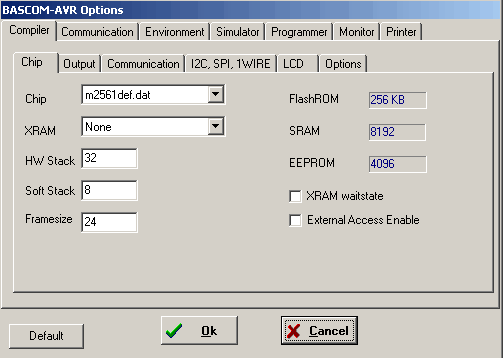 BASCOM-AVR Options
Compiler Communication Environment Simulator Programmer Monitor Printer
Chip Output Communication I2C, SPI, 1WIRE LCD Options
Chip m2561def.dat FlashROM 256 KB
XRAM None SRAM 8192
HW Stack 32 EEPROM 4096
Soft Stack 8 XRAM waitstate
Framesize 24 External Access Enable
Default Ok Cancel